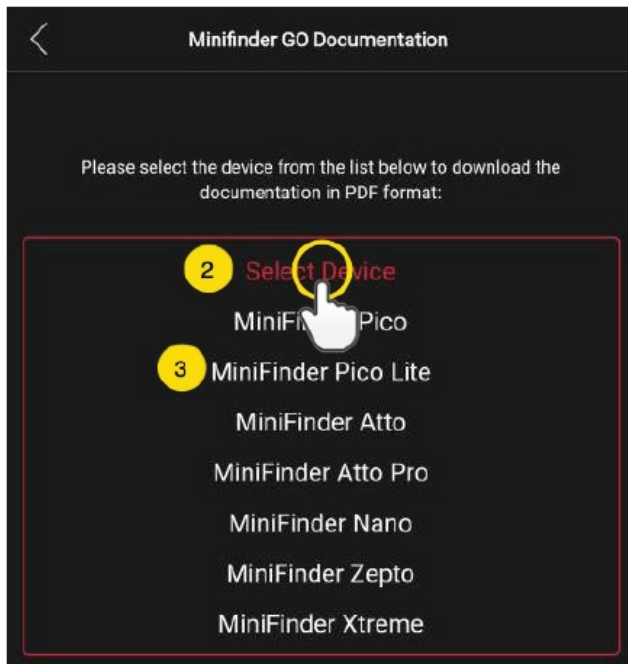 Minifinder GO Documentation
Please select the device from the list below to download the
documentation in PDF format:
2 Select Device
MiniFi Pico
3 MiniFinder Pico Lite
MiniFinder Atto
MiniFinder Atto Pro
MiniFinder Nano
MiniFinder Zepto
MiniFinder Xtreme